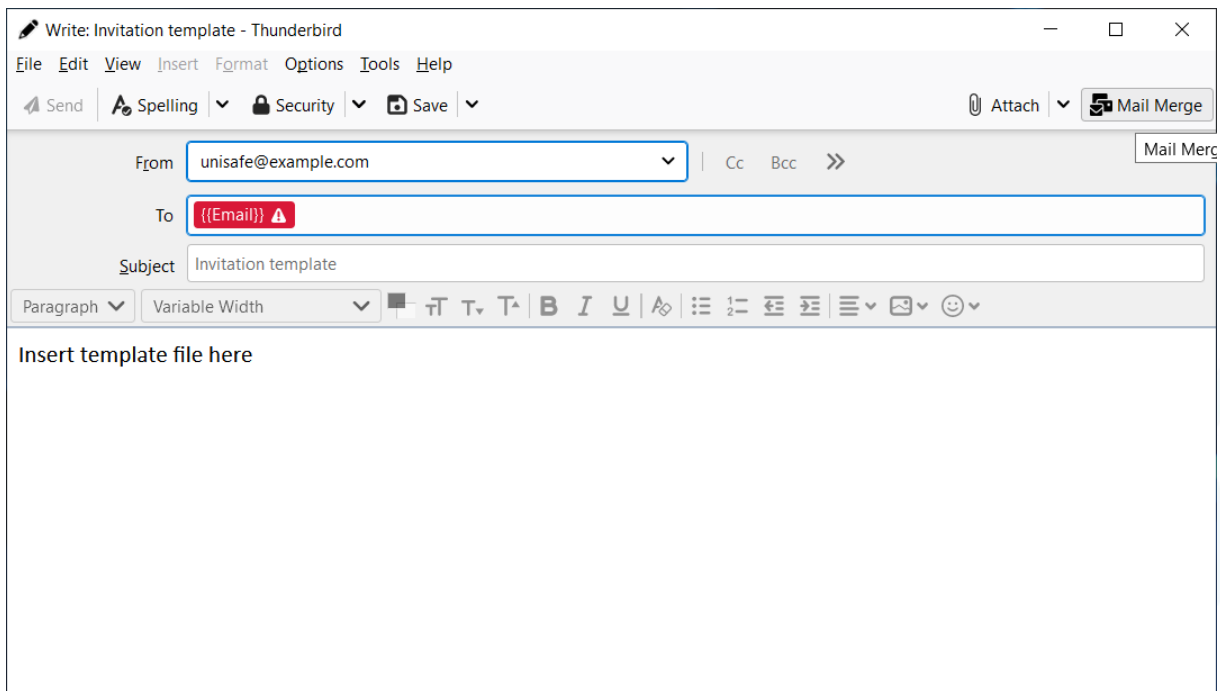 Write: Invitation template - Thunderbird
File Edit View Insert Format Options Tools Help
Send Spelling Security Save Attach Mail Merge
Mail Merg
From unisafe@example.com Cc Bcc
To {{Email}}
Subject Invitation template
Paragraph Variable Width
Insert template file here